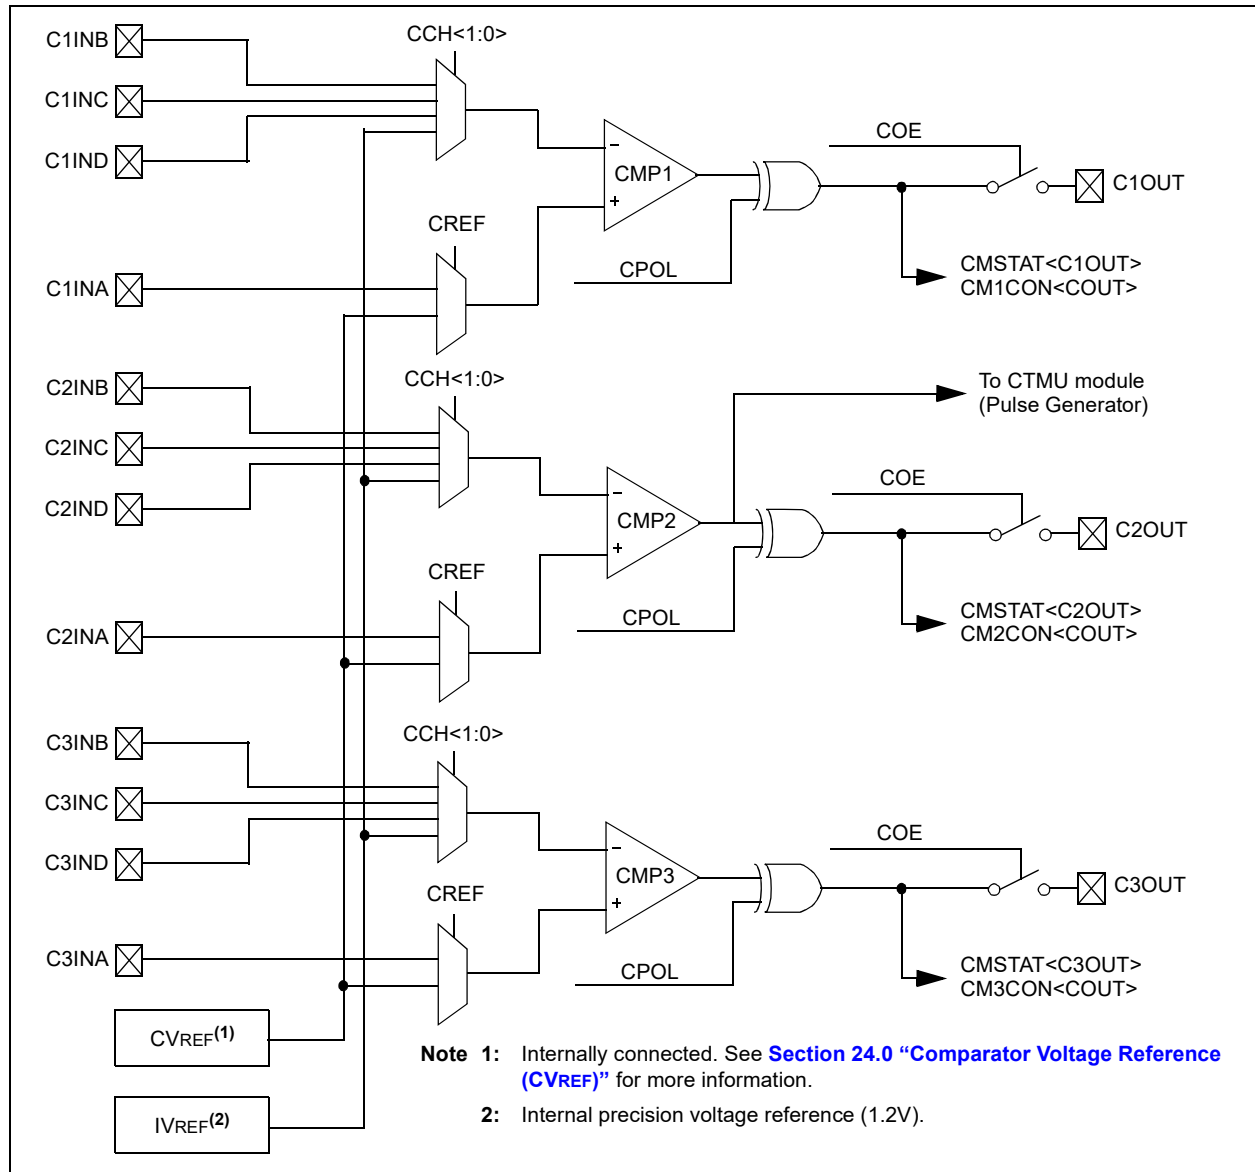 CCH<1:0>
C1INB
C1INC
C1IND
COE
−
CMP1
+
C1OUT
CREF
CPOL
CMSTAT<C1OUT>
CM1CON<COUT>
C1INA
CCH<1:0>
C2INB
To CTMU module
(Pulse Generator)
C2INC
C2IND
COE
−
CMP2
+
C2OUT
CREF
CPOL
CMSTAT<C2OUT>
CM2CON<COUT>
C2INA
CCH<1:0>
C3INB
C3INC
C3IND
COE
−
CMP3
+
C3OUT
CREF
CPOL
CMSTAT<C3OUT>
CM3CON<COUT>
C3INA
CVREF(1)
IVREF(2)
Note 1: Internally connected. See Section 24.0 “Comparator Voltage Reference
(CVREF)” for more information.
2: Internal precision voltage reference (1.2V).